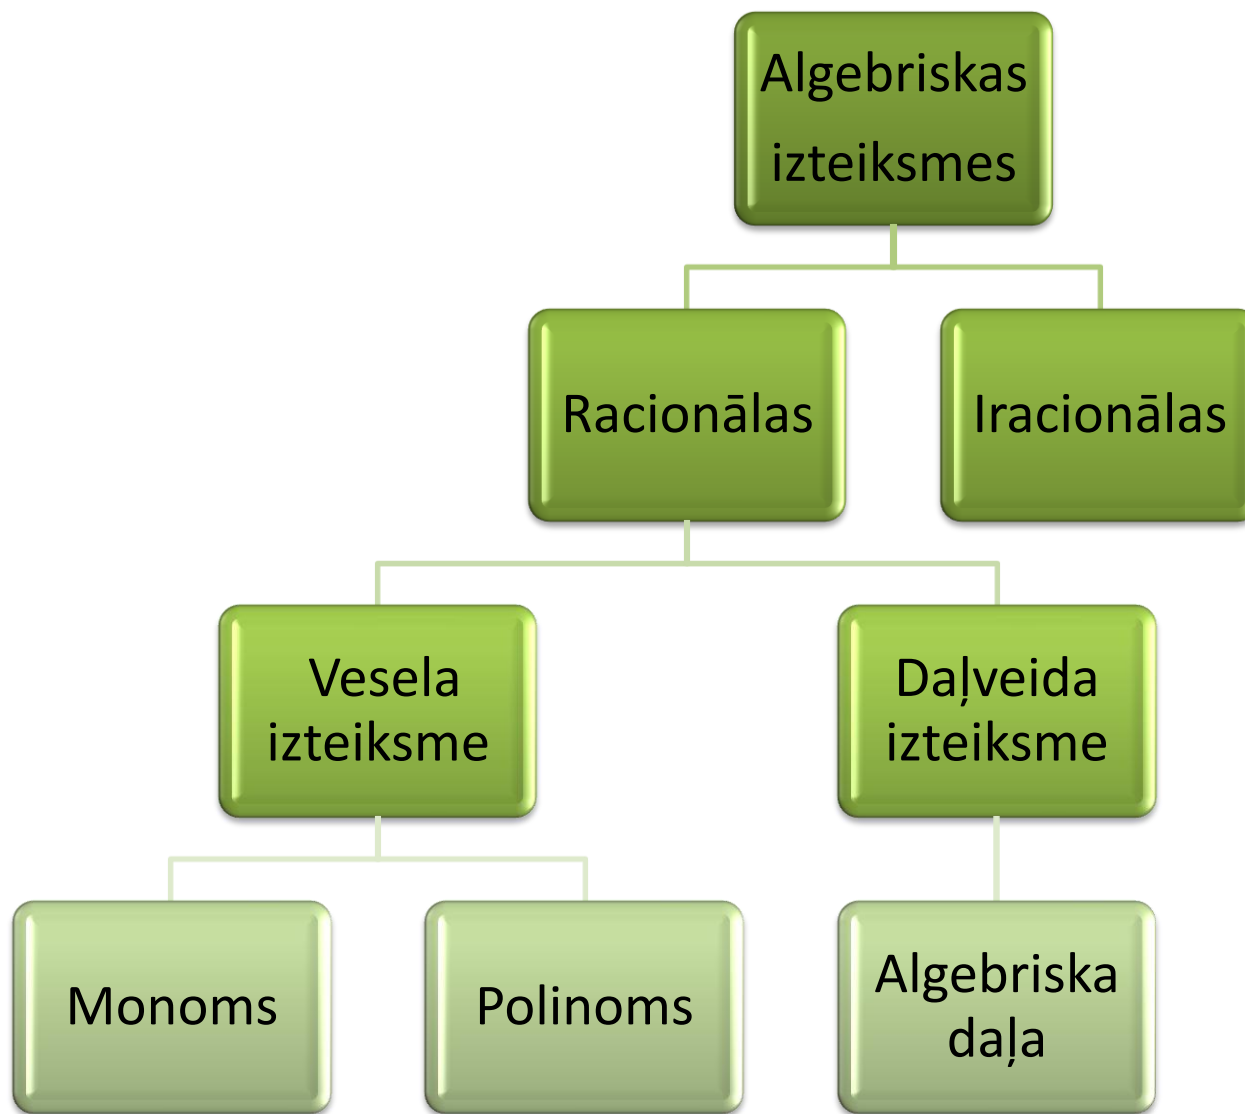 Algebriskas
izteiksmes
Racionālas
Iracionālas
Vesela
izteiksme
Daļveida
izteiksme
Monoms
Polinoms
Algebriska
daļa